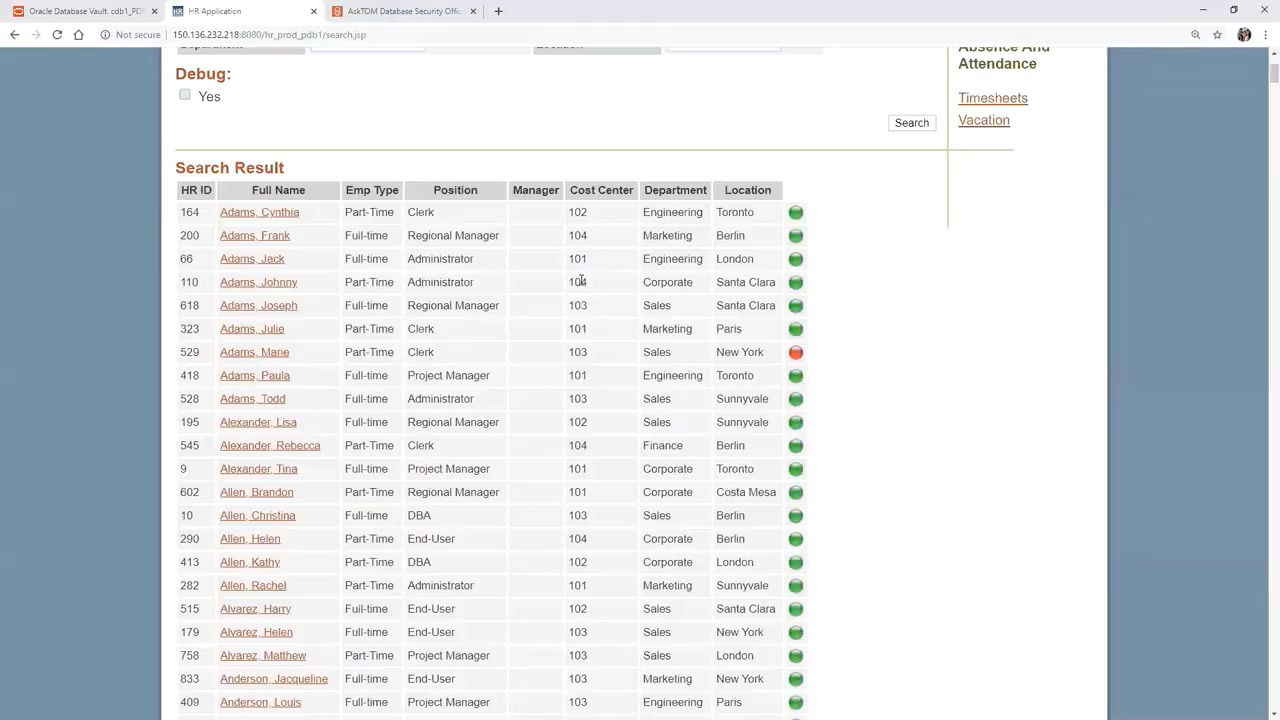 Oracle Database Vault. cdb1_PD
HR Application
AskTOM Database Security Offic
Not secure 150.136.232.218:8080/hr_prod_pdb1/search.jsp
Department Location
Absence And
Attendance
Debug:
Yes
Timesheets
Vacation
Search
Search Result
HR ID Full Name Emp Type Position Manager Cost Center Department Location
164 Adams, Cynthia Part-Time Clerk 102 Engineering Toronto
200 Adams, Frank Full-time Regional Manager 104 Marketing Berlin
66 Adams, Jack Full-time Administrator 101 Engineering London
110 Adams, Johnny Part-Time Administrator 104 Corporate Santa Clara
618 Adams, Joseph Full-time Regional Manager 103 Sales Santa Clara
323 Adams, Julie Part-Time Clerk 101 Marketing Paris
529 Adams, Marie Part-Time Clerk 103 Sales New York
418 Adams, Paula Full-time Project Manager 101 Engineering Toronto
528 Adams, Todd Full-time Administrator 103 Sales Sunnyvale
195 Alexander, Lisa Full-time Regional Manager 102 Sales Sunnyvale
545 Alexander, Rebecca Part-Time Clerk 104 Finance Berlin
9 Alexander, Tina Full-time Project Manager 101 Corporate Toronto
602 Allen, Brandon Part-Time Regional Manager 101 Corporate Costa Mesa
10 Allen, Christina Full-time DBA 103 Sales Berlin
290 Allen, Helen Part-Time End-User 104 Corporate Berlin
413 Allen, Kathy Part-Time DBA 102 Corporate London
282 Allen, Rachel Part-Time Administrator 101 Marketing Sunnyvale
515 Alvarez, Harry Full-time End-User 102 Sales Santa Clara
179 Alvarez, Helen Full-time End-User 103 Sales New York
758 Alvarez, Matthew Part-Time Project Manager 103 Sales London
833 Anderson, Jacqueline Full-time End-User 103 Marketing New York
409 Anderson, Louis Full-time Project Manager 103 Engineering Paris